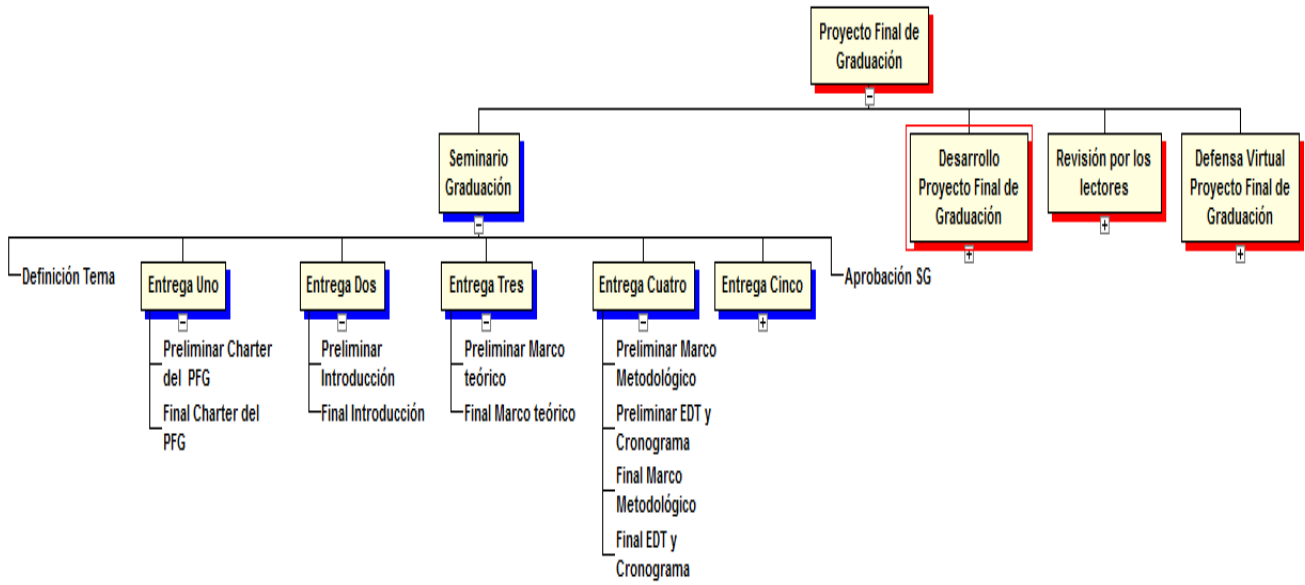 Proyecto Final de
Graduación
Seminario
Graduación
Desarrollo
Proyecto Final de
Graduación
Revisión por los
lectores
Defensa Virtual
Proyecto Final de
Graduación
Definición Tema
Entrega Uno
Entrega Dos
Entrega Tres
Entrega Cuatro
Entrega Cinco
Aprobación SG
Preliminar Charter
del PFG
Final Charter del
PFG
Preliminar
Introducción
Final Introducción
Preliminar Marco
teórico
Final Marco teórico
Preliminar Marco
Metodológico
Preliminar EDT y
Cronograma
Final Marco
Metodológico
Final EDT y
Cronograma